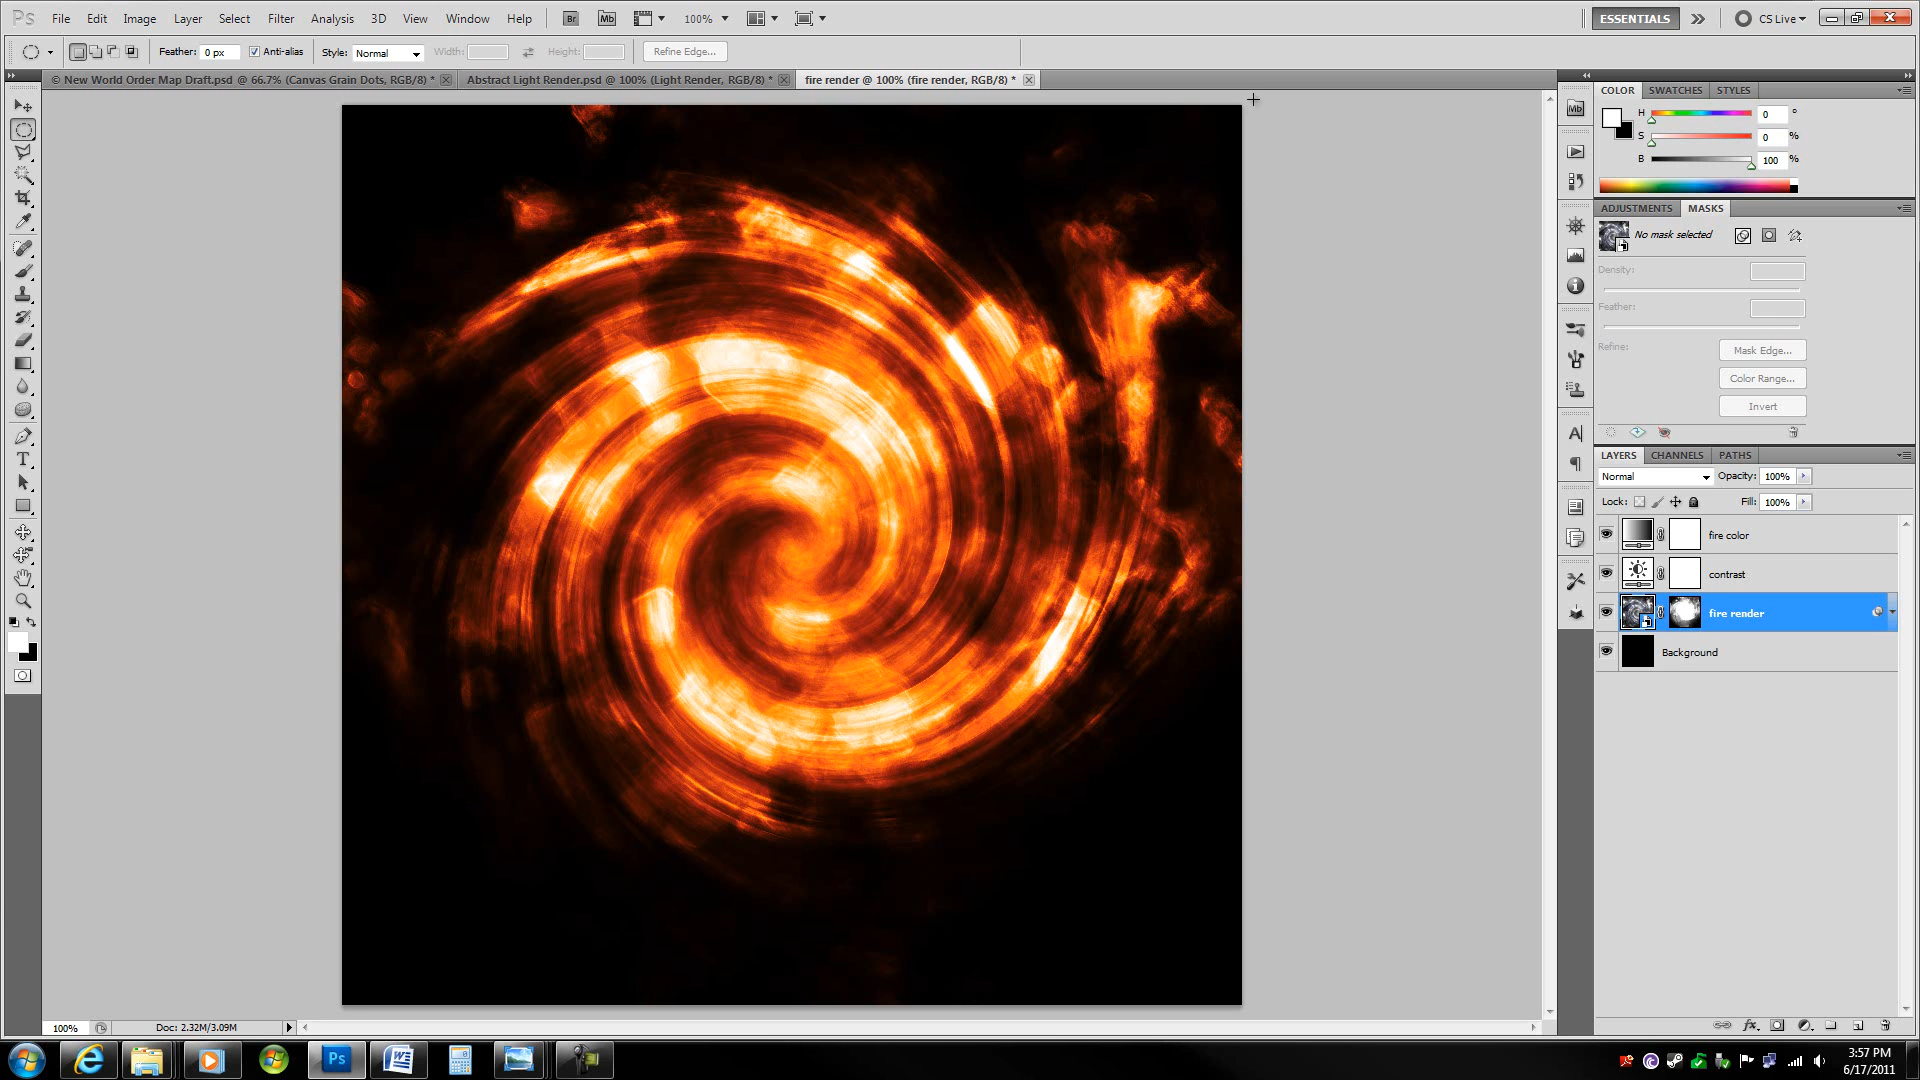 Ps File Edit Image Layer Select Filter Analysis 3D View Window Help Br Mb 100% ESSENTIALS CS Live
Feather: 0 px Anti-alias Style: Normal Width: Height: Refine Edge...
© New World Order Map Draft.psd @ 66.7% (Canvas Grain Dots, RGB/8) * Abstract Light Render.psd @ 100% (Light Render, RGB/8) * fire render @ 100% (fire render, RGB/8) *
COLOR SWATCHES STYLES
Mb
H 0 °
S 0 %
B 100 %
ADJUSTMENTS MASKS
No mask selected
Density:
Feather:
Refine: Mask Edge...
Color Range...
Invert
LAYERS CHANNELS PATHS
Normal Opacity: 100%
Lock: Fill: 100%
fire color
contrast
fire render
Background
100% Doc: 2.32M/3.09M
Ps
3:57 PM
6/17/2011